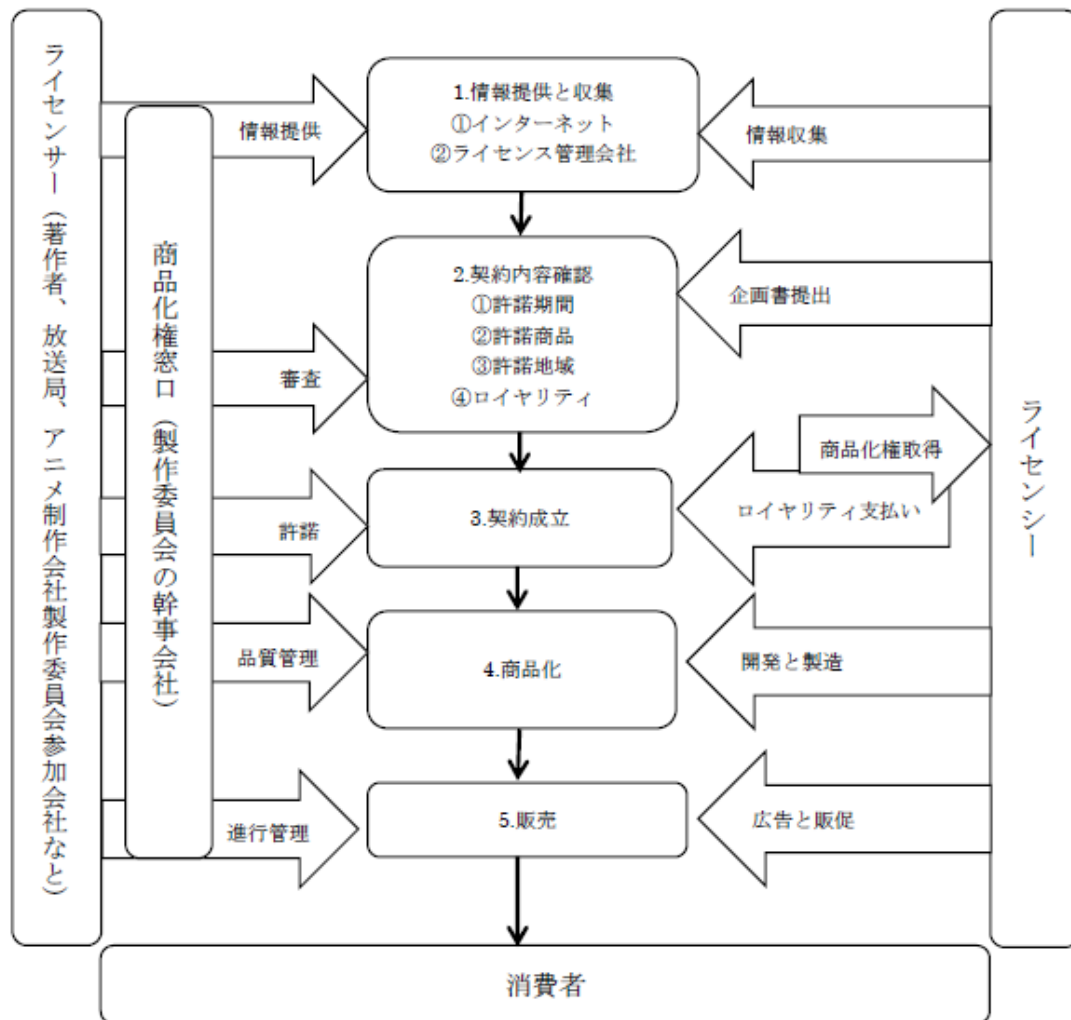 ライセンサー（著作者、放送局、アニメ制作会社製作委員会参加会社など）
商品化権窓口（製作委員会の幹事会社）
情報提供
1.情報提供と収集
①インターネット
②ライセンス管理会社
情報収集
2.契約内容確認
①許諾期間
②許諾商品
③許諾地域
④ロイヤリティ
企画書提出
審査
商品化権取得
ロイヤリティ支払い
3.契約成立
許諾
品質管理
4.商品化
開発と製造
進行管理
5.販売
広告と販促
ライセンシー
消費者